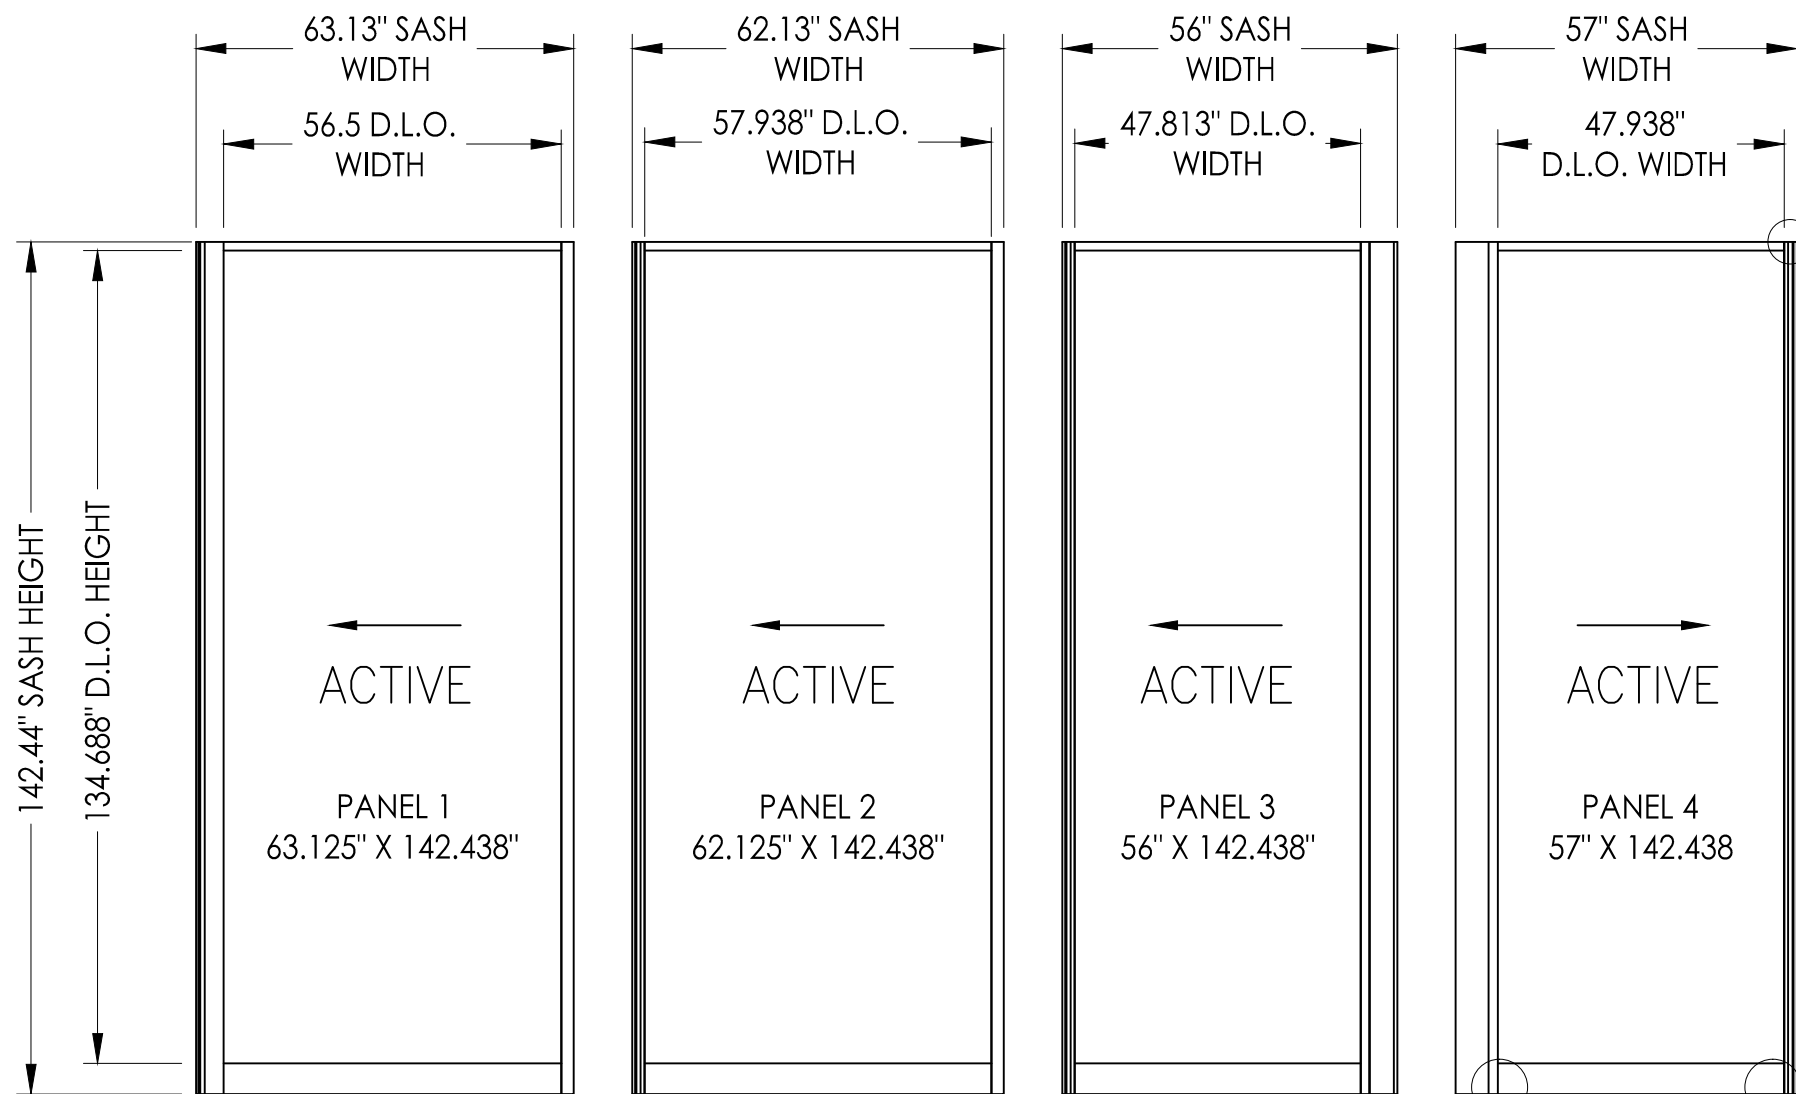 63.13" SASH
WIDTH
56.5 D.L.O.
WIDTH
62.13" SASH
WIDTH
57.938" D.L.O.
WIDTH
56" SASH
WIDTH
47.813" D.L.O.
WIDTH
57" SASH
WIDTH
47.938"
D.L.O. WIDTH
142.44" SASH HEIGHT
134.688" D.L.O. HEIGHT
ACTIVE
PANEL 1
63.125" X 142.438"
ACTIVE
PANEL 2
62.125" X 142.438"
ACTIVE
PANEL 3
56" X 142.438"
ACTIVE
PANEL 4
57" X 142.438